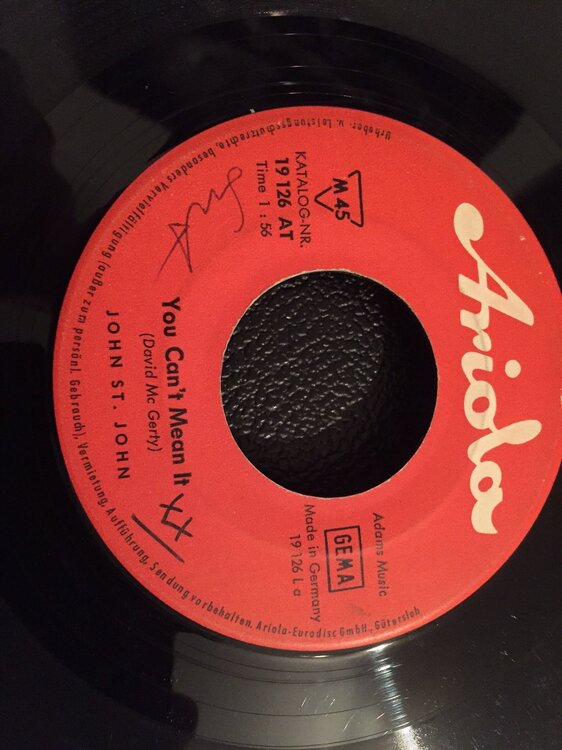 Ariola
M 45
KATALOG-NR.
19 126 AT
Time 1 : 56
Adams Music
GEMA
Made in Germany
19 126 L a
You Can't Mean It
(David Mc Gerty)
JOHN ST. JOHN
XX
Urheber- u. Leistungsschutzrechte, besonders Vervielfältigung (außer zum persönl. Gebrauch), Vermietung, Aufführung, Sendung vorbehalten. Ariola-Eurodisc GmbH., Gütersloh